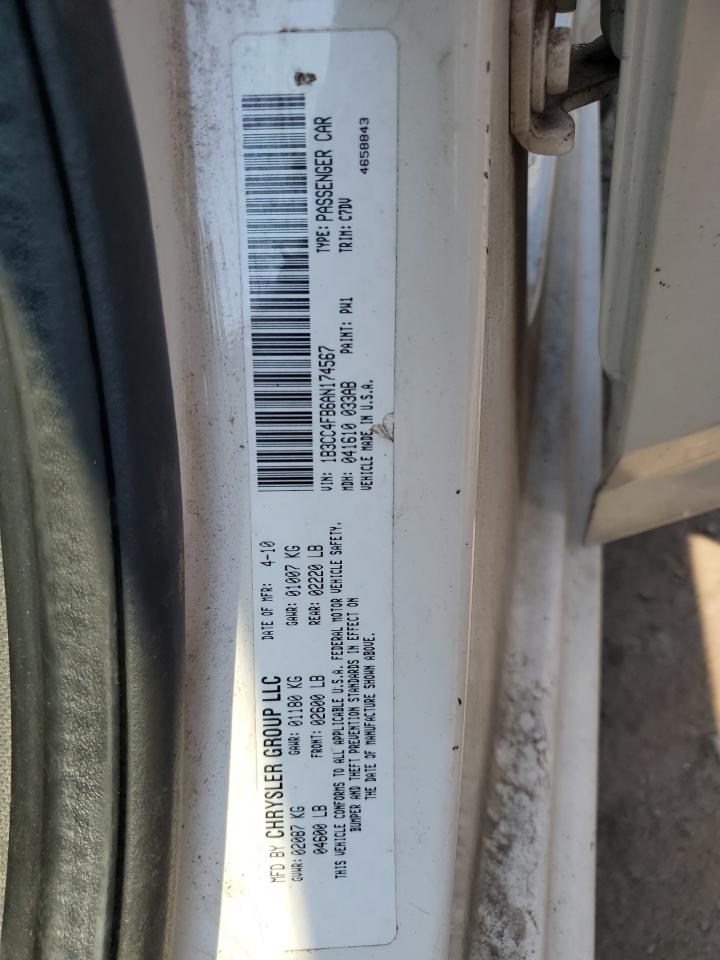 MFD BY CHRYSLER GROUP LLC
DATE OF MFR: 4-10
GVWR: 02087 KG GAWR: 01180 KG GAWR: 01007 KG
04600 LB FRONT: 02600 LB REAR: 02220 LB
THIS VEHICLE CONFORMS TO ALL APPLICABLE U.S.A. FEDERAL MOTOR VEHICLE SAFETY,
BUMPER AND THEFT PREVENTION STANDARDS IN EFFECT ON
THE DATE OF MANUFACTURE SHOWN ABOVE.
VIN: 1B3CC4FB6AN174567 TYPE: PASSENGER CAR
MDH: 041610 033AB PAINT: PW1 TRIM: C7DV
VEHICLE MADE IN U.S.A. 4658843